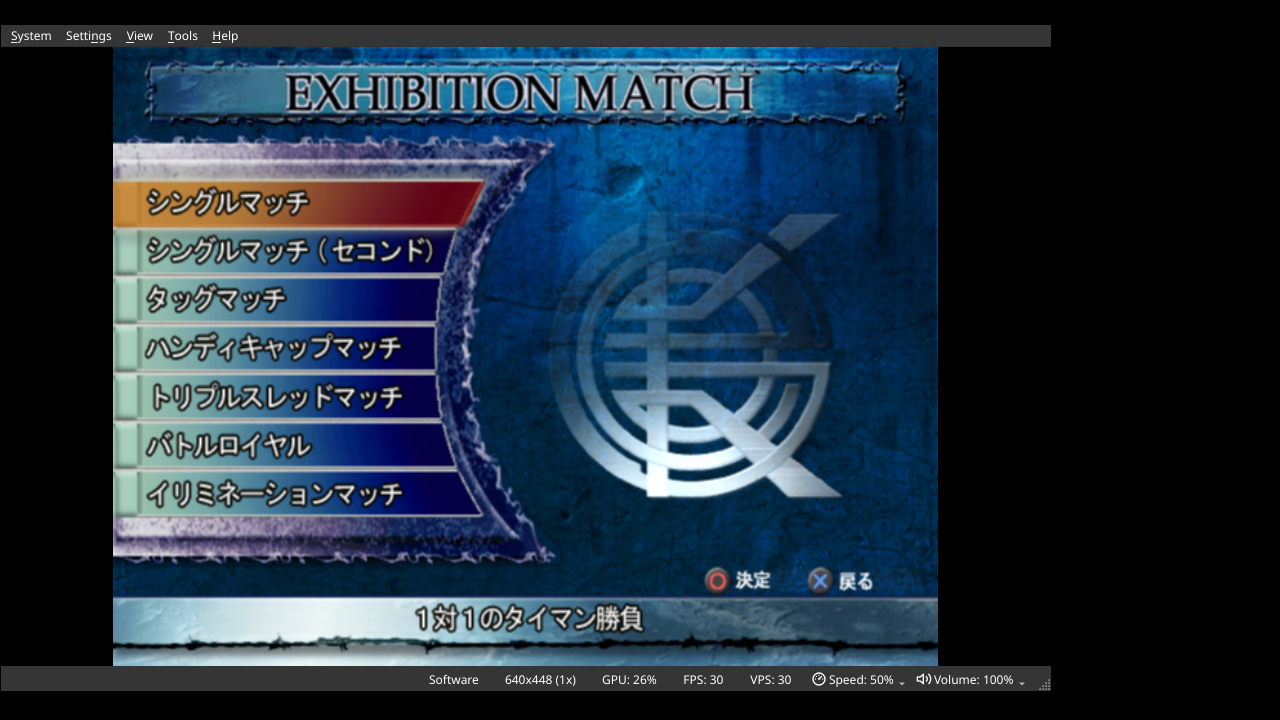 System Settings View Tools Help
EXHIBITION MATCH
シングルマッチ
シングルマッチ（セコンド）
タッグマッチ
ハンディキャップマッチ
トリプルスレッドマッチ
バトルロイヤル
イリミネーションマッチ
決定 戻る
1対1のタイマン勝負
Software 640x448 (1x) GPU: 26% FPS: 30 VPS: 30 Speed: 50% Volume: 100%